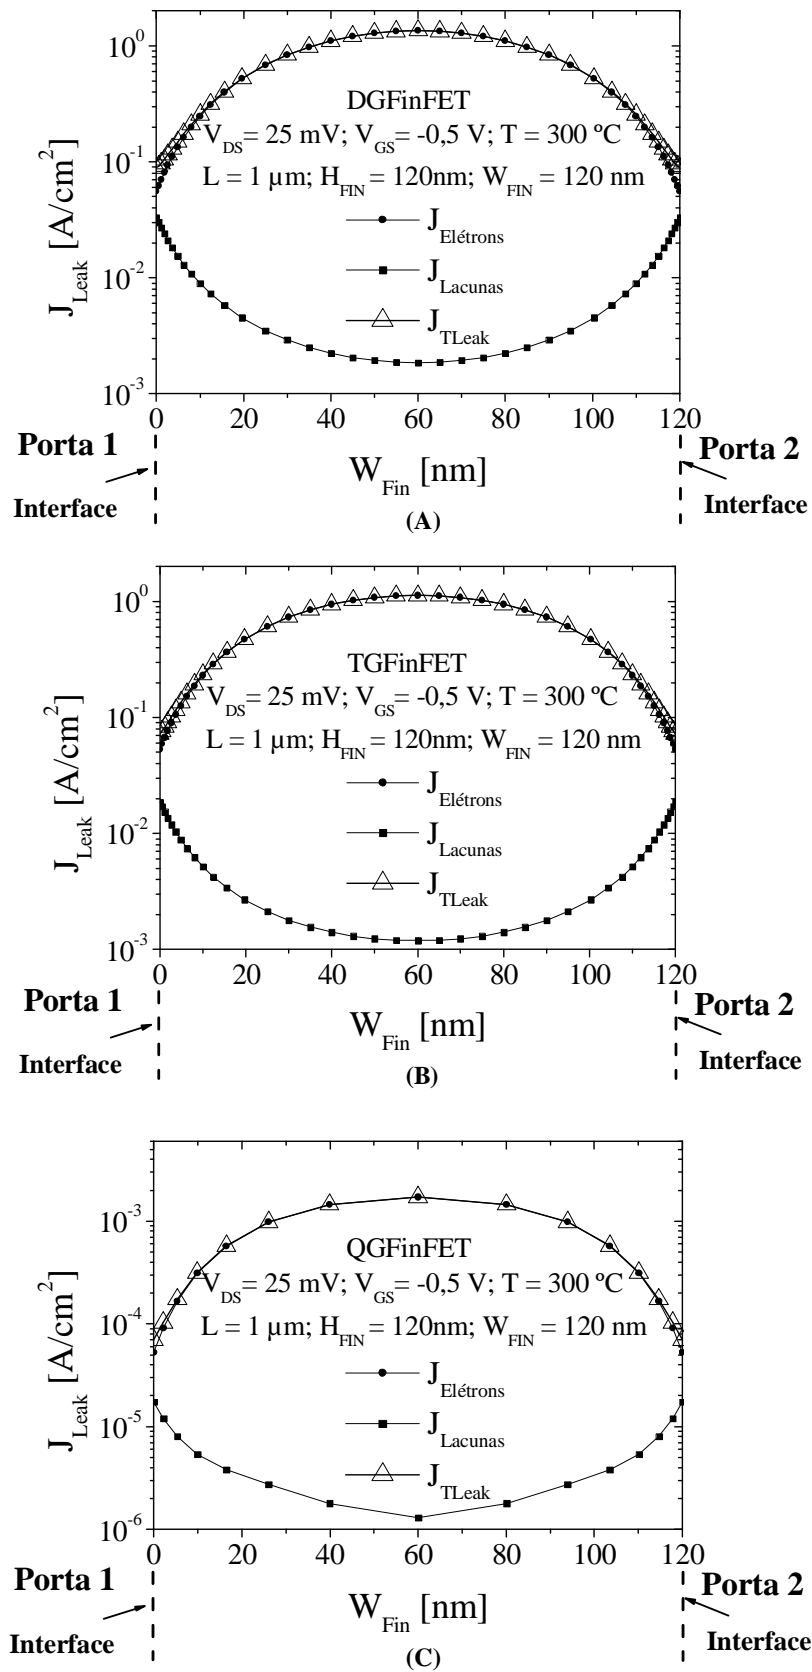 10^0
DGFinFET
V_DS= 25 mV; V_GS= -0,5 V; T = 300 ºC
10^-1
L = 1 µm; H_FIN = 120nm; W_FIN = 120 nm
J_Leak [A/cm^2]
J_Elétrons
10^-2
J_Lacunas
J_TLeak
10^-3
0 20 40 60 80 100 120
Porta 1
W_Fin [nm]
Porta 2
Interface
(A)
Interface
10^0
TGFinFET
V_DS= 25 mV; V_GS= -0,5 V; T = 300 ºC
10^-1
L = 1 µm; H_FIN = 120nm; W_FIN = 120 nm
J_Leak [A/cm^2]
J_Elétrons
10^-2
J_Lacunas
J_TLeak
10^-3
0 20 40 60 80 100 120
Porta 1
W_Fin [nm]
Porta 2
Interface
(B)
Interface
10^-3
QGFinFET
V_DS= 25 mV; V_GS= -0,5 V; T = 300 ºC
10^-4
L = 1 µm; H_FIN = 120nm; W_FIN = 120 nm
J_Leak [A/cm^2]
J_Elétrons
10^-5
J_Lacunas
J_TLeak
10^-6
0 20 40 60 80 100 120
Porta 1
W_Fin [nm]
Porta 2
Interface
(C)
Interface